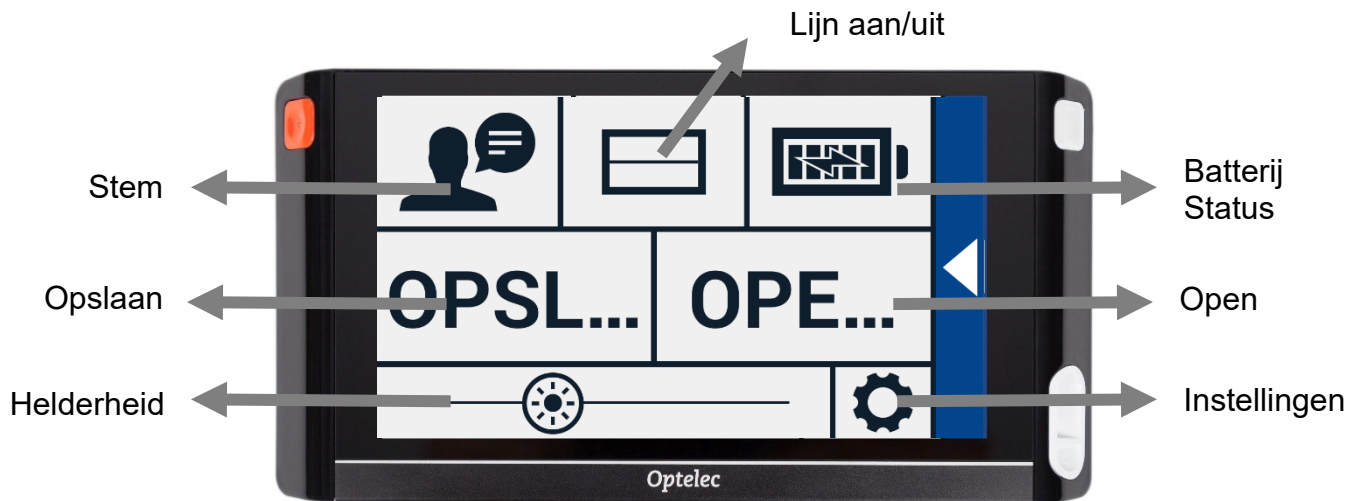 Lijn aan/uit
Stem
Batterij
Status
Opslaan
OPSL...
OPE...
Open
Helderheid
Instellingen
Optelec